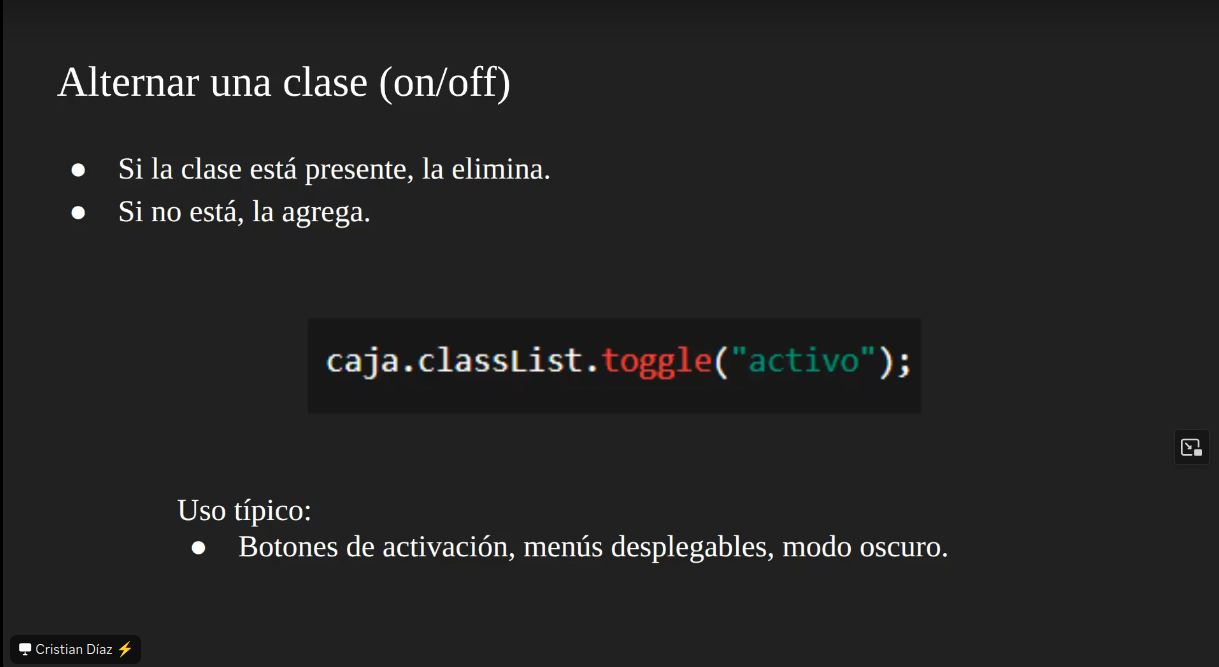 Alternar una clase (on/off)
● Si la clase está presente, la elimina.
● Si no está, la agrega.
caja.classList.toggle("activo");
Uso típico:
● Botones de activación, menús desplegables, modo oscuro.
Cristian Díaz ⚡